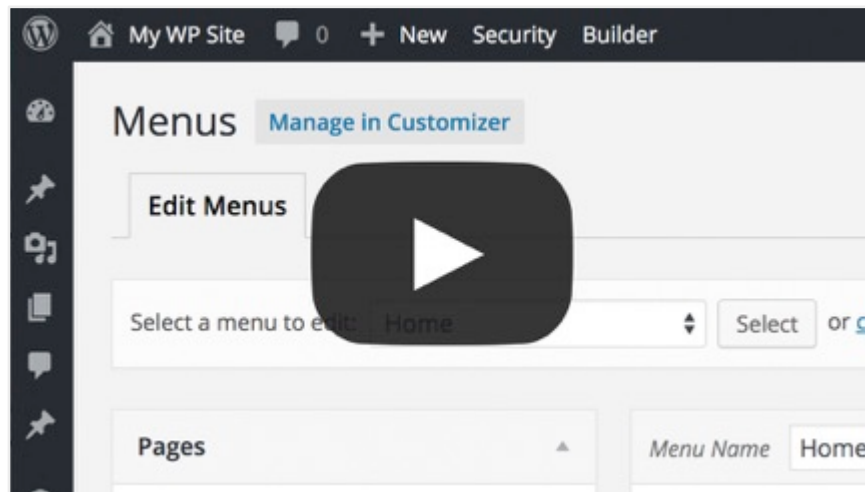 My WP Site 0 New Security Builder
Menus Manage in Customizer
Edit Menus
Select a menu to edit: Home Select or
Pages Menu Name Home